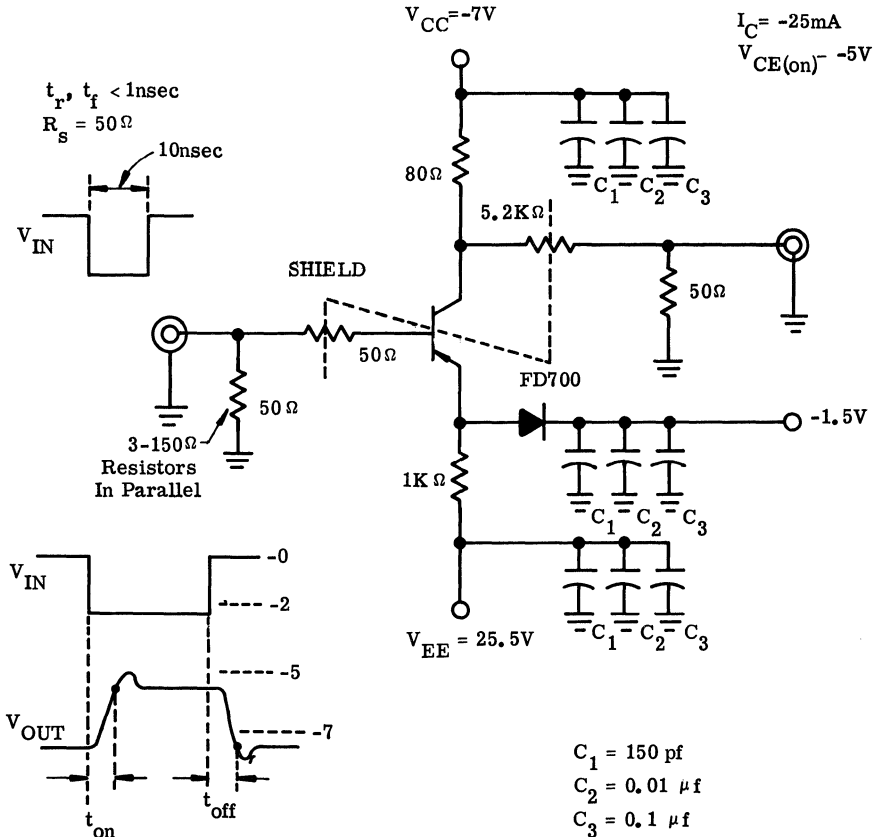 V_CC = -7V
I_C = -25mA
V_CE(on) - -5V
t_r, t_f < 1nsec
R_s = 50Ω
10nsec
V_IN
80Ω
C_1 C_2 C_3
5.2KΩ
SHIELD
50Ω
50Ω
50Ω
FD700
-1.5V
3-150Ω
Resistors
In Parallel
1KΩ
C_1 C_2 C_3
V_IN
-0
-2
C_1 C_2 C_3
V_EE = 25.5V
-5
V_OUT
-7
t_on
t_off
C_1 = 150 pf
C_2 = 0.01 μf
C_3 = 0.1 μf